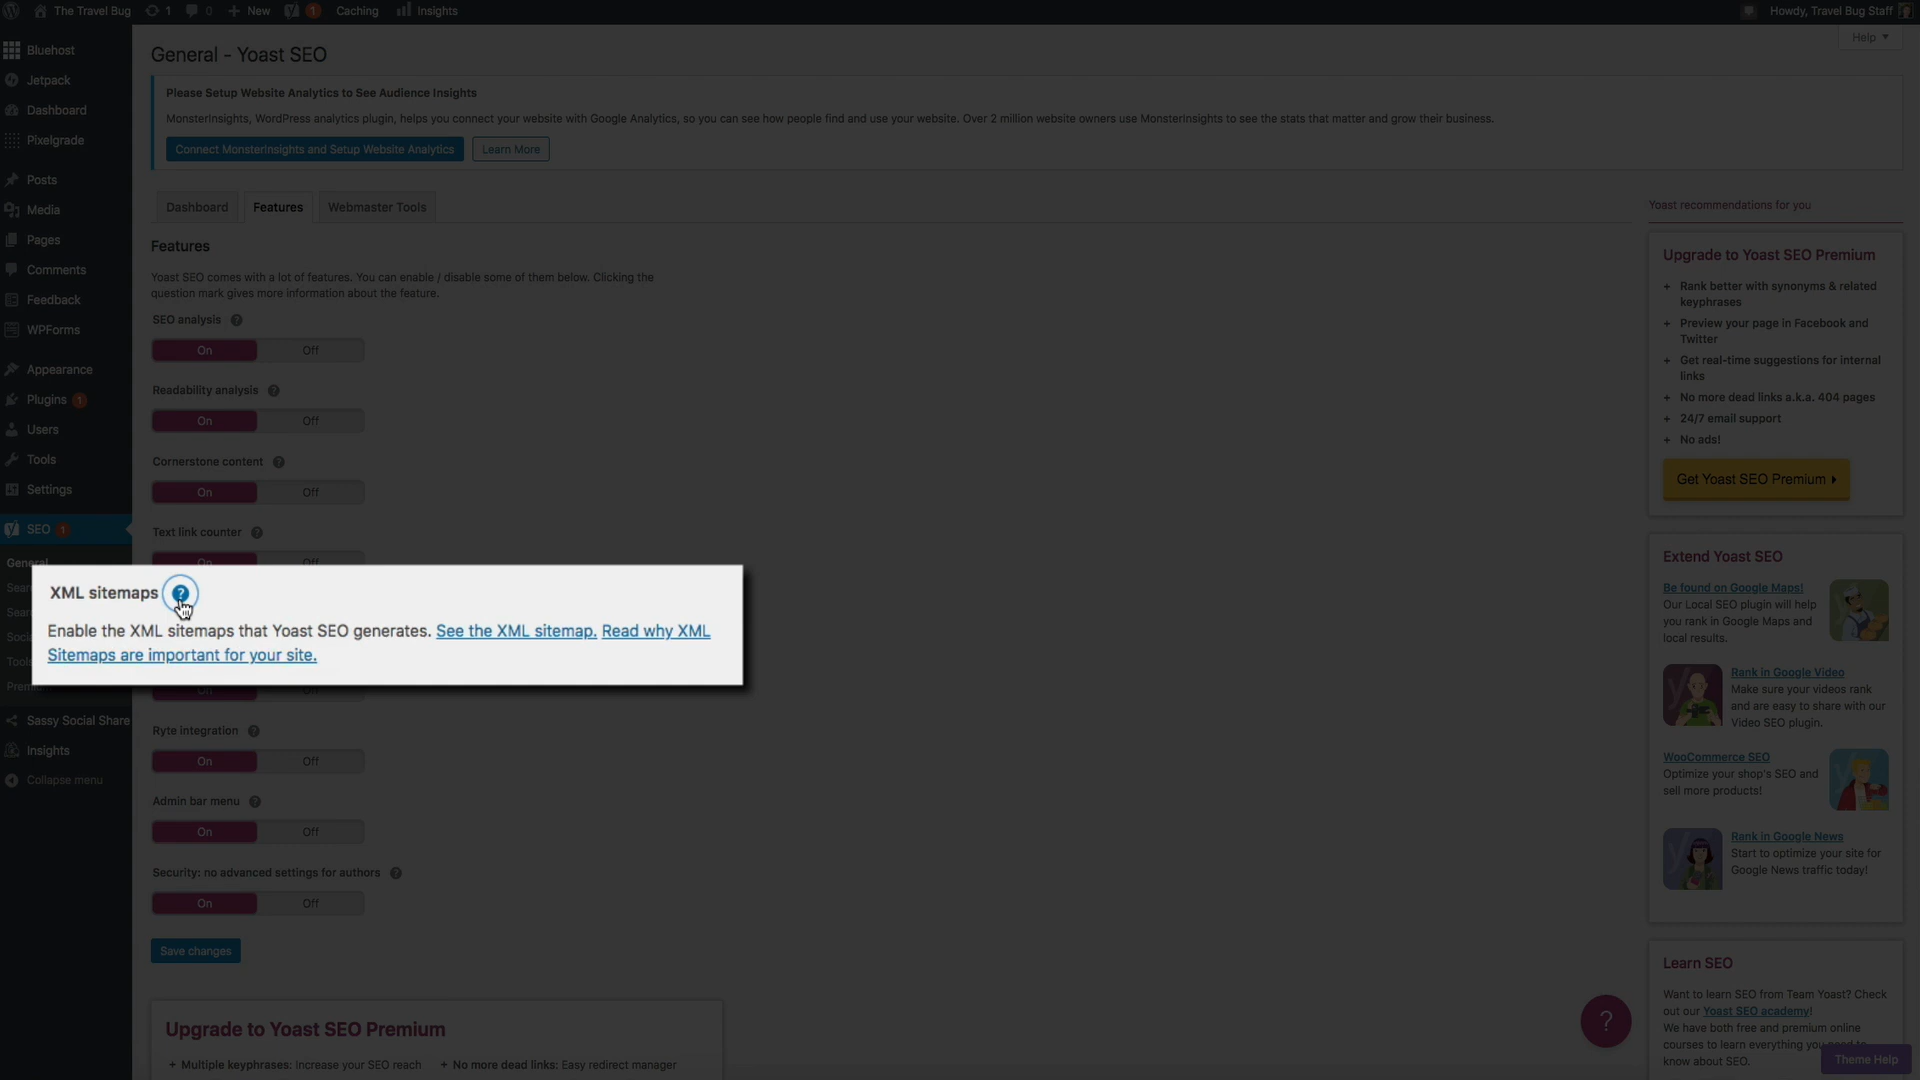 The Travel Bug 1 0 New 1 Caching Insights Howdy, Travel Bug Staff
Help
Bluehost
Jetpack
Dashboard
Pixelgrade
Posts
Media
Pages
Comments
Feedback
WPForms
Appearance
Plugins 1
Users
Tools
Settings
SEO 1
General
Tools
Sassy Social Share
Insights
Collapse menu
General - Yoast SEO
Please Setup Website Analytics to See Audience Insights
MonsterInsights, WordPress analytics plugin, helps you connect your website with Google Analytics, so you can see how people find and use your website. Over 2 million website owners use MonsterInsights to see the stats that matter and grow their business.
Connect MonsterInsights and Setup Website Analytics Learn More
Dashboard Features Webmaster Tools
Features
Yoast SEO comes with a lot of features. You can enable / disable some of them below. Clicking the
question mark gives more information about the feature.
SEO analysis ?
On Off
Readability analysis ?
On Off
Cornerstone content ?
On Off
Text link counter ?
On Off
XML sitemaps ?
Enable the XML sitemaps that Yoast SEO generates. See the XML sitemap. Read why XML
Sitemaps are important for your site.
On Off
Ryte integration ?
On Off
Admin bar menu ?
On Off
Security: no advanced settings for authors ?
On Off
Save changes
Upgrade to Yoast SEO Premium
+ Multiple keyphrases: Increase your SEO reach + No more dead links: Easy redirect manager
Yoast recommendations for you
Upgrade to Yoast SEO Premium
+ Rank better with synonyms & related
keyphrases
+ Preview your page in Facebook and
Twitter
+ Get real-time suggestions for internal
links
+ No more dead links a.k.a. 404 pages
+ 24/7 email support
+ No ads!
Get Yoast SEO Premium
Extend Yoast SEO
Be found on Google Maps!
Our Local SEO plugin will help
you rank in Google Maps and
local results.
Rank in Google Video
Make sure your videos rank
and are easy to share with our
Video SEO plugin.
WooCommerce SEO
Optimize your shop's SEO and
sell more products!
Rank in Google News
Start to optimize your site for
Google News traffic today!
Learn SEO
Want to learn SEO from Team Yoast? Check
out our Yoast SEO academy!
We have both free and premium online
courses to learn everything you need to
know about SEO.
?
Theme Help